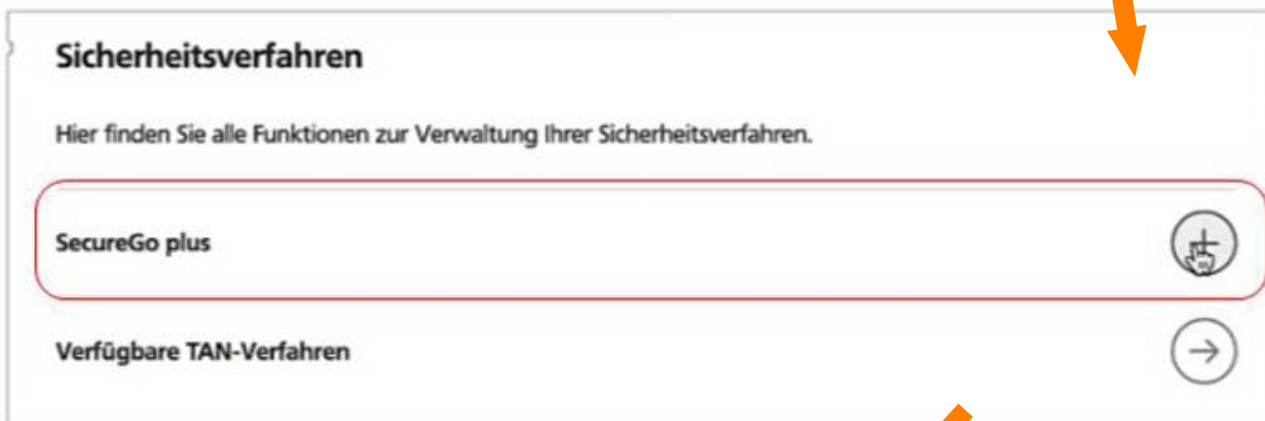 Sicherheitsverfahren
Hier finden Sie alle Funktionen zur Verwaltung Ihrer Sicherheitsverfahren.
SecureGo plus
Verfügbare TAN-Verfahren